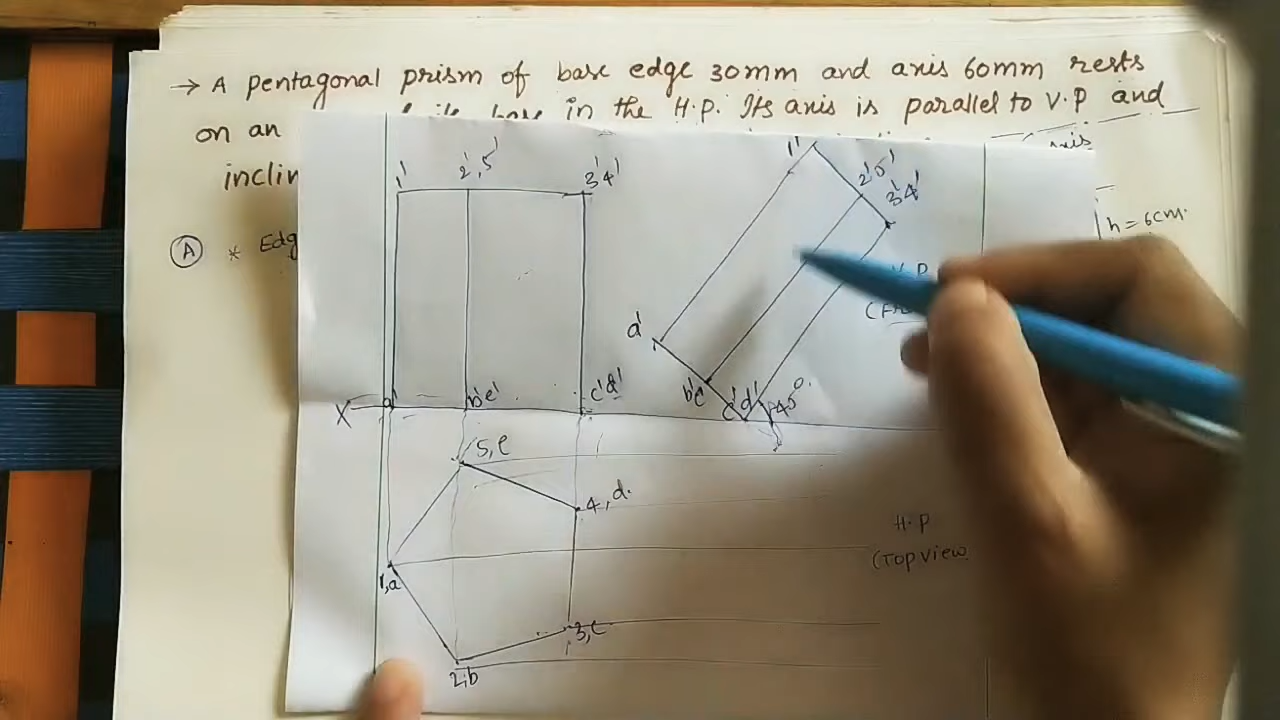 → A pentagonal prism of base edge 30mm and axis 60mm rests
on an base in the H.P. Its axis is parallel to V.P and
inclin
axis
A * Edg
h = 6cm.
1' 2',5' 3'4'
1' 2'5' 3'4'
a' b'c' c'd' 45°
X a' b'e' c'd'
V.P
5,e
4,d.
1,a
3,c
2,b
H.P
(Top view